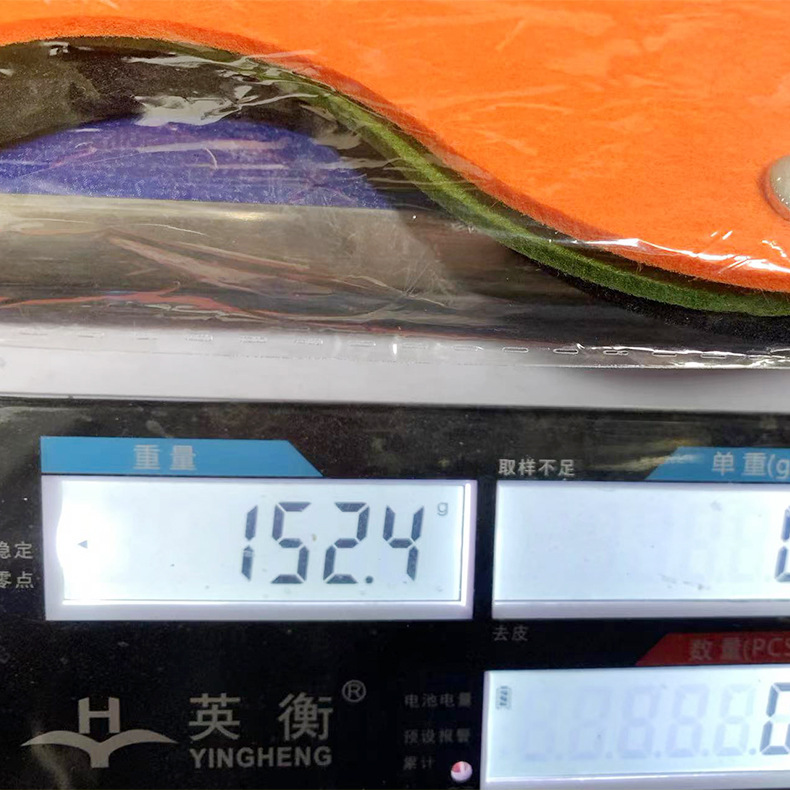 重量
取样不足
单重(g
152.4 g
稳定
零点
去皮
数量(PCS
英衡®
YINGHENG
电池电量
预设报警
累计
0